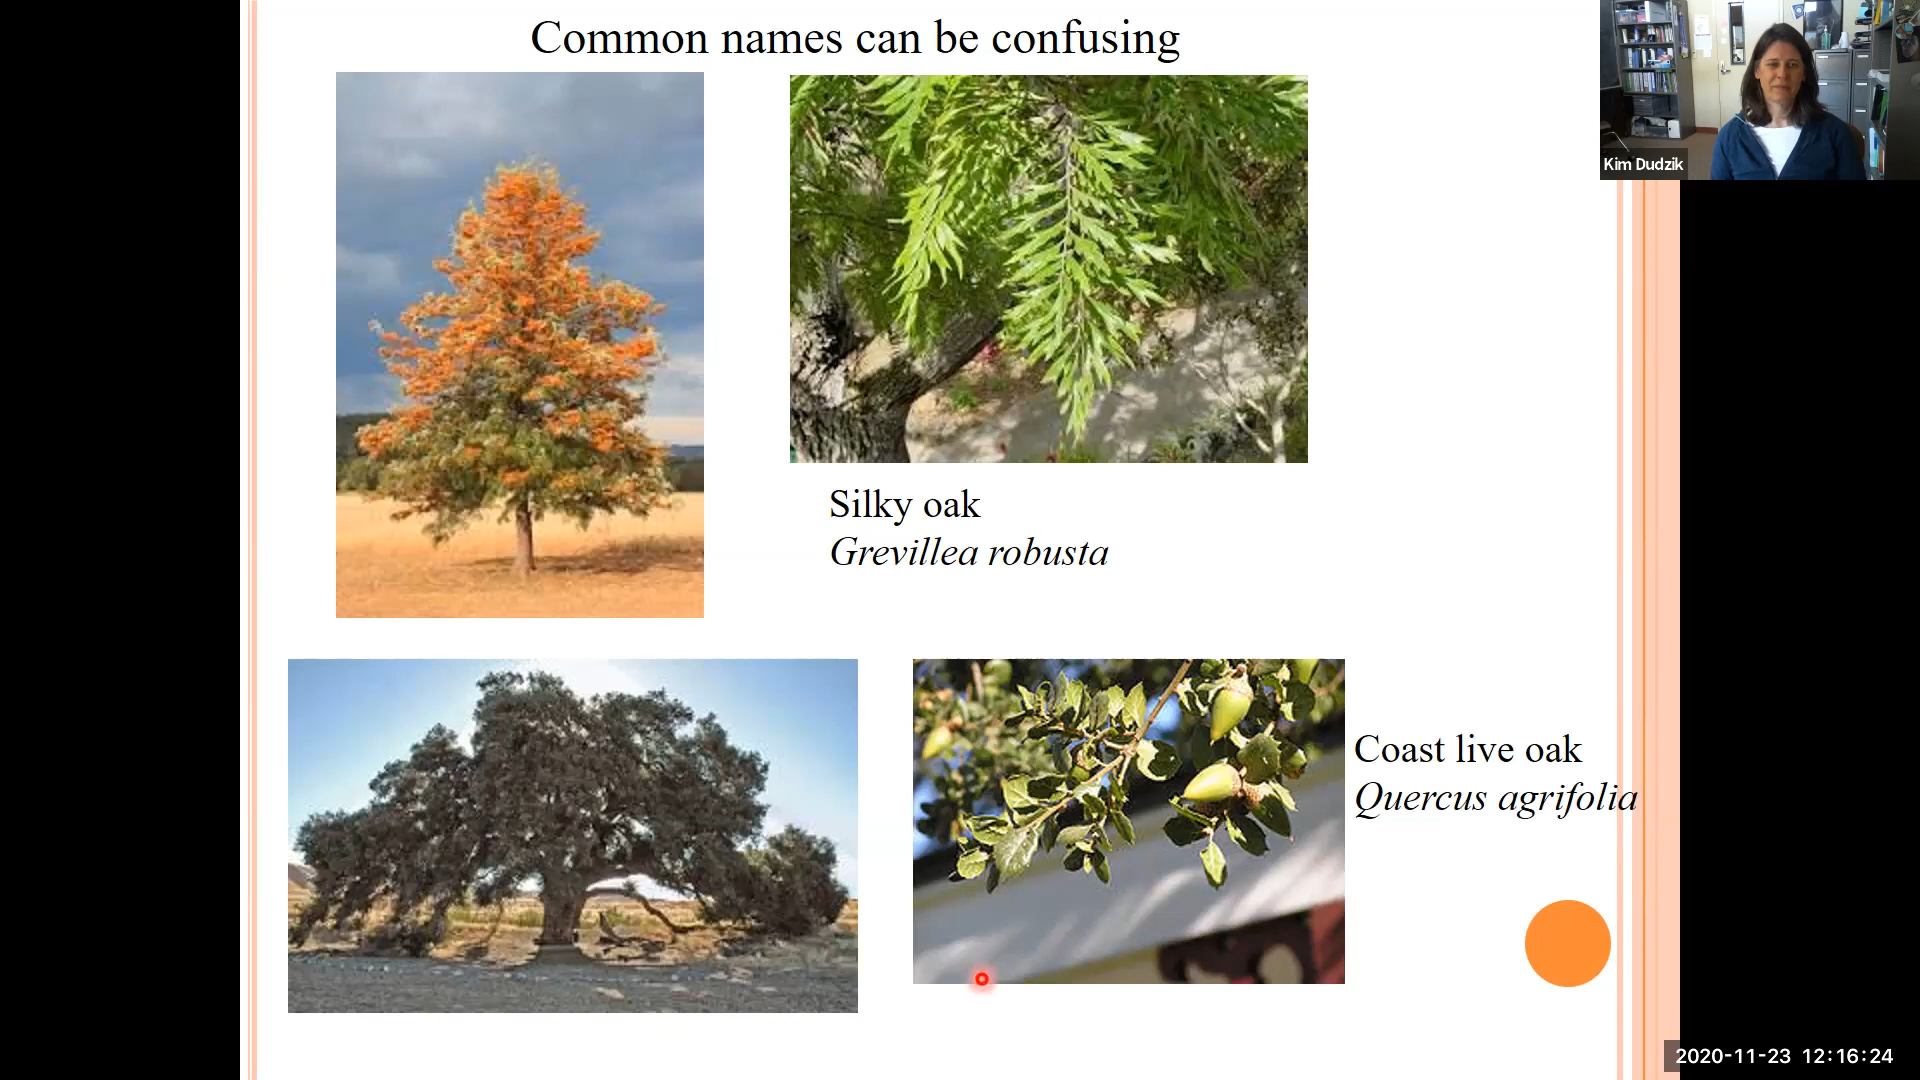 Common names can be confusing
Kim Dudzik
Silky oak
Grevillea robusta
Coast live oak
Quercus agrifolia
2020-11-23 12:16:24